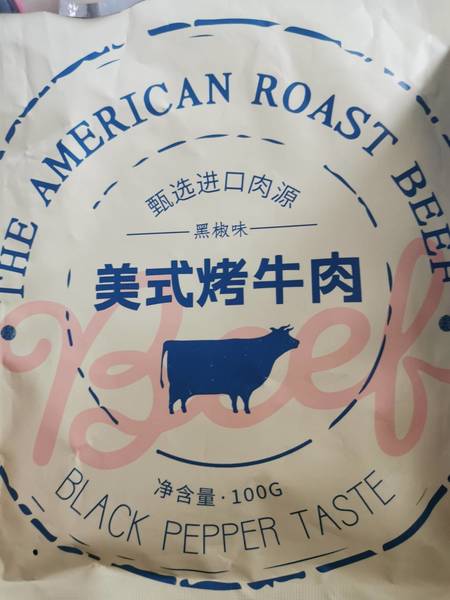 THE AMERICAN ROAST BEEF
甄选进口肉源
黑椒味
美式烤牛肉
Beef
净含量·100G
BLACK PEPPER TASTE